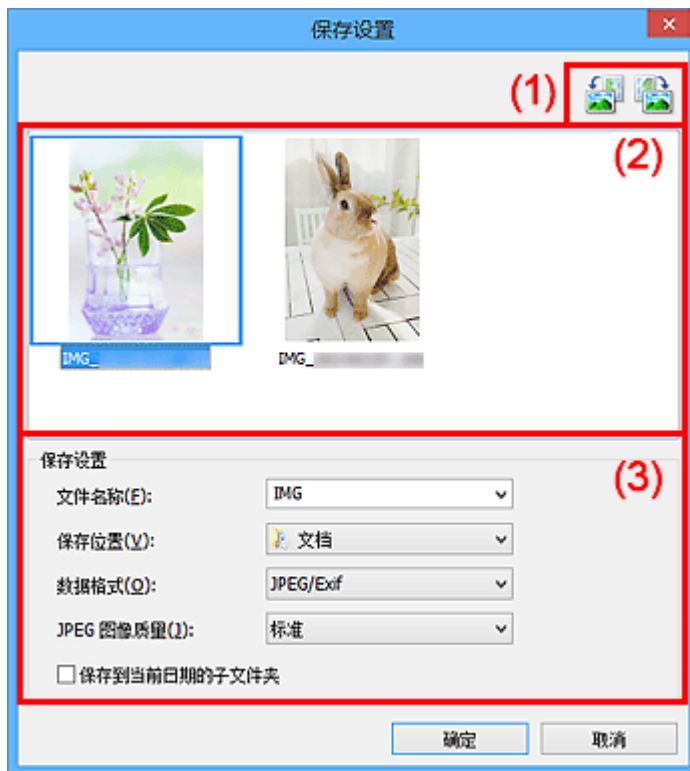 保存设置
(1)
(2)
IMG_
IMG_
保存设置
(3)
文件名称(F):
IMG
保存位置(V):
文档
数据格式(O):
JPEG/Exif
JPEG 图像质量(J):
标准
保存到当前日期的子文件夹
确定
取消